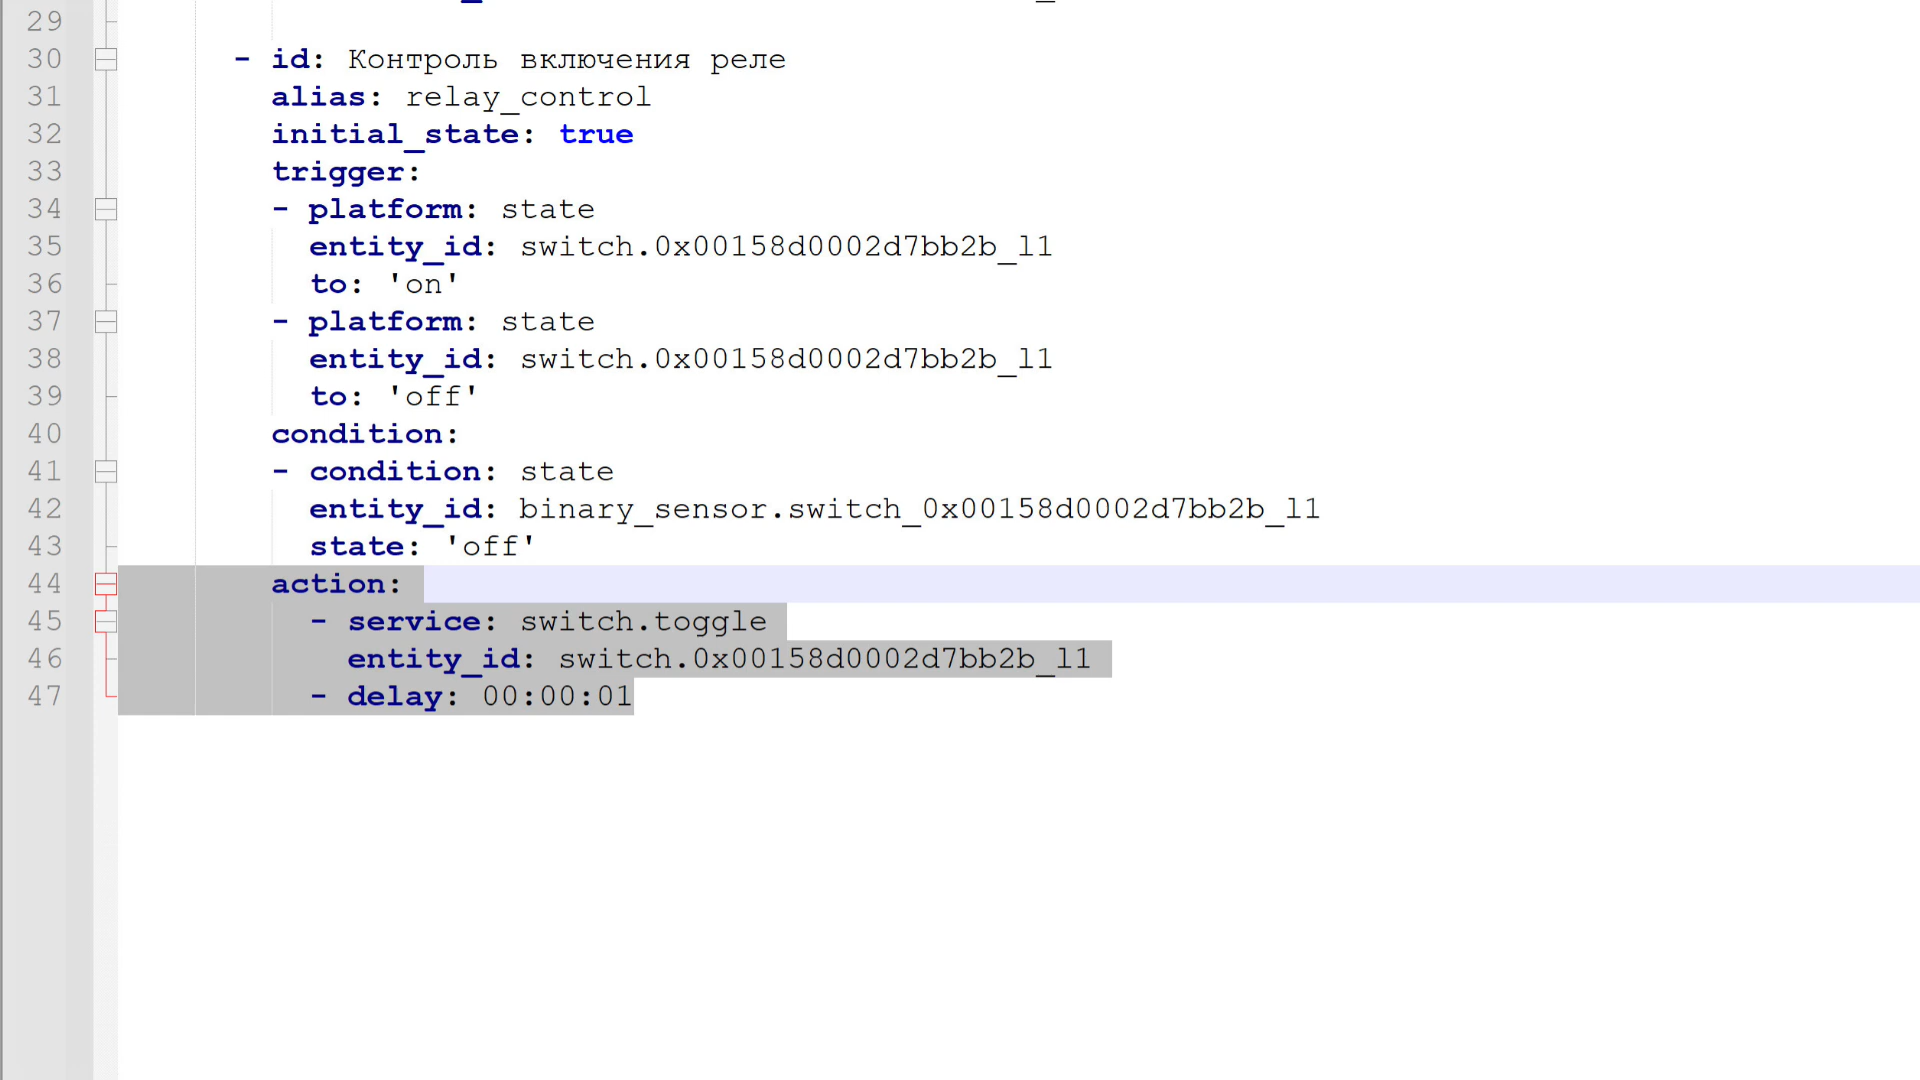 29
30 - id: Контроль включения реле
31 alias: relay_control
32 initial_state: true
33 trigger:
34 - platform: state
35 entity_id: switch.0x00158d0002d7bb2b_l1
36 to: 'on'
37 - platform: state
38 entity_id: switch.0x00158d0002d7bb2b_l1
39 to: 'off'
40 condition:
41 - condition: state
42 entity_id: binary_sensor.switch_0x00158d0002d7bb2b_l1
43 state: 'off'
44 action:
45 - service: switch.toggle
46 entity_id: switch.0x00158d0002d7bb2b_l1
47 - delay: 00:00:01